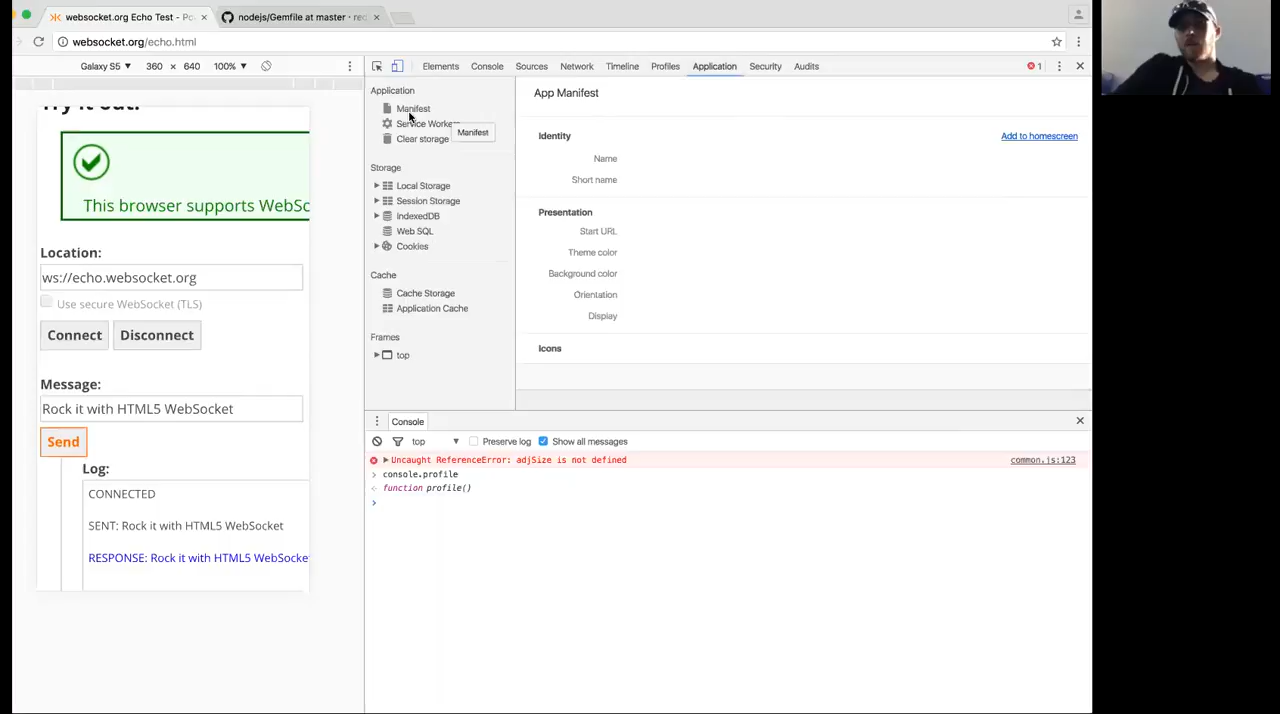 websocket.org Echo Test - Po
nodejs/Gemfile at master · re
websocket.org/echo.html
Galaxy S5 ▼ 360 × 640 100% ▼
Elements Console Sources Network Timeline Profiles Application Security Audits
1
Try it out!
This browser supports WebSo
Location:
ws://echo.websocket.org
Use secure WebSocket (TLS)
Connect Disconnect
Message:
Rock it with HTML5 WebSocket
Send
Log:
CONNECTED
SENT: Rock it with HTML5 WebSocket
RESPONSE: Rock it with HTML5 WebSocke
Application
Manifest
Service Worke
Manifest
Clear storage
Storage
Local Storage
Session Storage
IndexedDB
Web SQL
Cookies
Cache
Cache Storage
Application Cache
Frames
top
App Manifest
Identity
Add to homescreen
Name
Short name
Presentation
Start URL
Theme color
Background color
Orientation
Display
Icons
Console
top ▼ Preserve log Show all messages
Uncaught ReferenceError: adjSize is not defined common.js:123
> console.profile
< function profile()
>